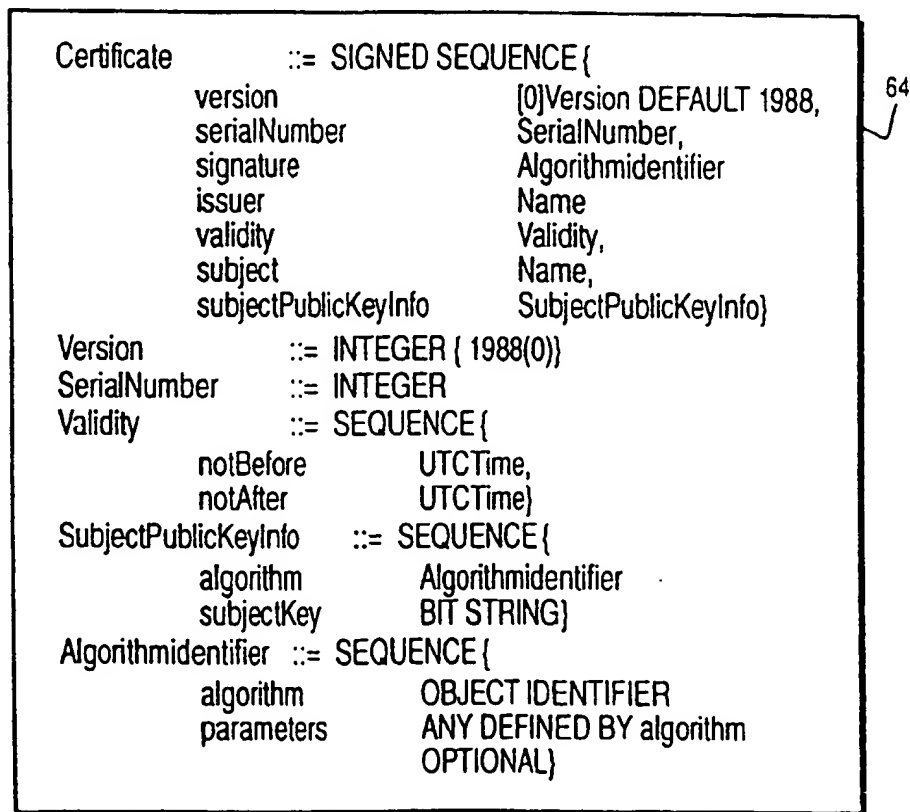 Certificate ::= SIGNED SEQUENCE{
version [0]Version DEFAULT 1988,
serialNumber SerialNumber,
signature Algorithmidentifier
issuer Name
validity Validity,
subject Name,
subjectPublicKeyInfo SubjectPublicKeyInfo}
Version ::= INTEGER { 1988(0)}
SerialNumber ::= INTEGER
Validity ::= SEQUENCE{
notBefore UTCTime,
notAfter UTCTime}
SubjectPublicKeyInfo ::= SEQUENCE{
algorithm Algorithmidentifier
subjectKey BIT STRING}
Algorithmidentifier ::= SEQUENCE{
algorithm OBJECT IDENTIFIER
parameters ANY DEFINED BY algorithm
OPTIONAL}
64